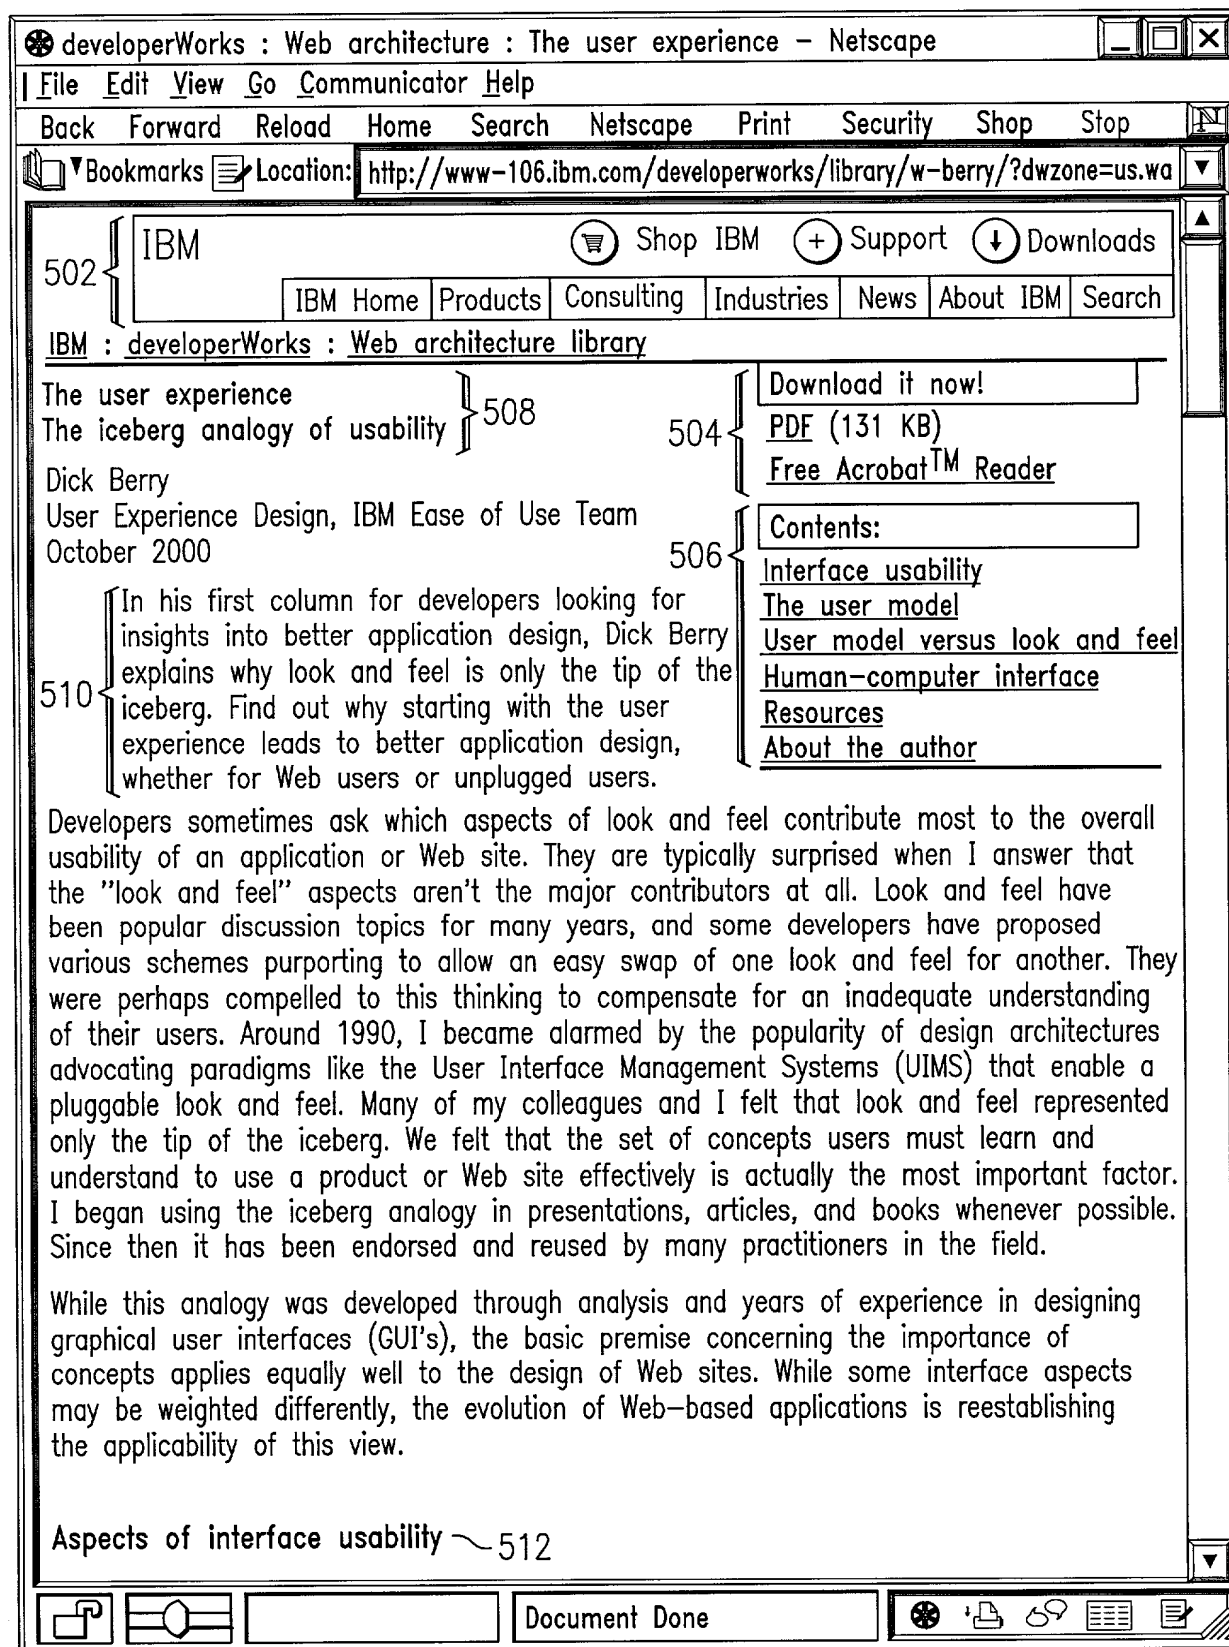 developerWorks : Web architecture : The user experience – Netscape
File Edit View Go Communicator Help
Back Forward Reload Home Search Netscape Print Security Shop Stop N
Bookmarks Location: http://www-106.ibm.com/developerworks/library/w-berry/?dwzone=us.wa
502
IBM Shop IBM Support Downloads
IBM Home Products Consulting Industries News About IBM Search
IBM : developerWorks : Web architecture library
The user experience
The iceberg analogy of usability
508
Dick Berry
User Experience Design, IBM Ease of Use Team
October 2000
504
Download it now!
PDF (131 KB)
Free Acrobat™ Reader
506
Contents:
Interface usability
The user model
User model versus look and feel
Human-computer interface
Resources
About the author
510
In his first column for developers looking for
insights into better application design, Dick Berry
explains why look and feel is only the tip of the
iceberg. Find out why starting with the user
experience leads to better application design,
whether for Web users or unplugged users.
Developers sometimes ask which aspects of look and feel contribute most to the overall
usability of an application or Web site. They are typically surprised when I answer that
the "look and feel" aspects aren't the major contributors at all. Look and feel have
been popular discussion topics for many years, and some developers have proposed
various schemes purporting to allow an easy swap of one look and feel for another. They
were perhaps compelled to this thinking to compensate for an inadequate understanding
of their users. Around 1990, I became alarmed by the popularity of design architectures
advocating paradigms like the User Interface Management Systems (UIMS) that enable a
pluggable look and feel. Many of my colleagues and I felt that look and feel represented
only the tip of the iceberg. We felt that the set of concepts users must learn and
understand to use a product or Web site effectively is actually the most important factor.
I began using the iceberg analogy in presentations, articles, and books whenever possible.
Since then it has been endorsed and reused by many practitioners in the field.
While this analogy was developed through analysis and years of experience in designing
graphical user interfaces (GUI's), the basic premise concerning the importance of
concepts applies equally well to the design of Web sites. While some interface aspects
may be weighted differently, the evolution of Web-based applications is reestablishing
the applicability of this view.
Aspects of interface usability 512
Document Done